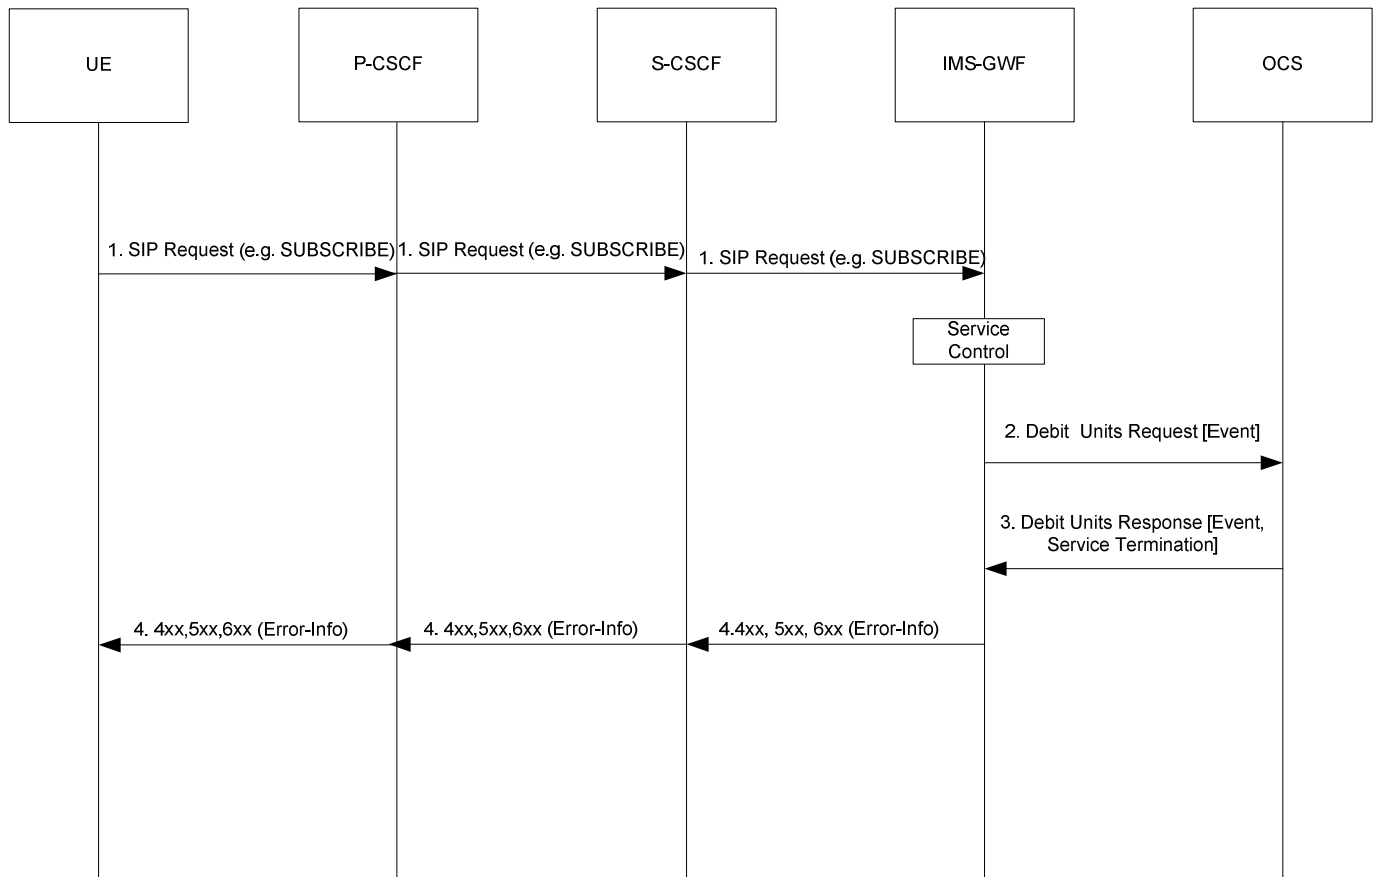 UE
P-CSCF
S-CSCF
IMS-GWF
OCS
1. SIP Request (e.g. SUBSCRIBE)
1. SIP Request (e.g. SUBSCRIBE)
1. SIP Request (e.g. SUBSCRIBE)
Service
Control
2. Debit  Units Request [Event]
3. Debit Units Response [Event,
Service Termination]
4. 4xx,5xx,6xx (Error-Info)
4. 4xx,5xx,6xx (Error-Info)
4.4xx, 5xx, 6xx (Error-Info)